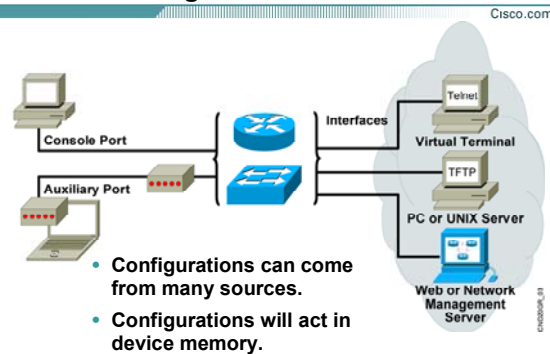 Cisco.com
Console Port
Auxiliary Port
Interfaces
Telnet
Virtual Terminal
TFTP
PC or UNIX Server
Web or Network
Management
Server
• Configurations can come
from many sources.
• Configurations will act in
device memory.